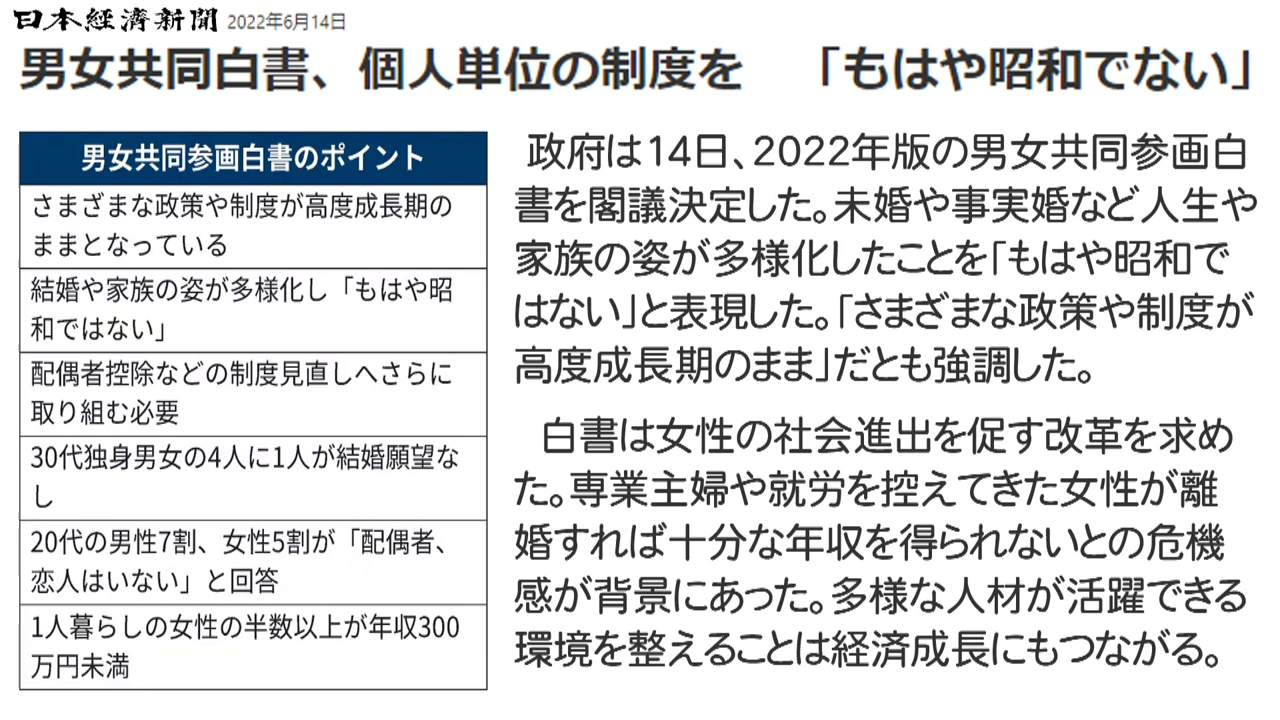 日本経済新聞 2022年6月14日
男女共同白書、個人単位の制度を 「もはや昭和でない」
男女共同参画白書のポイント
さまざまな政策や制度が高度成長期の
ままとなっている
結婚や家族の姿が多様化し「もはや昭
和ではない」
配偶者控除などの制度見直しへさらに
取り組む必要
30代独身男女の4人に1人が結婚願望な
し
20代の男性7割、女性5割が「配偶者、
恋人はいない」と回答
1人暮らしの女性の半数以上が年収300
万円未満
政府は14日、2022年版の男女共同参画白
書を閣議決定した。未婚や事実婚など人生や
家族の姿が多様化したことを「もはや昭和で
はない」と表現した。「さまざまな政策や制度が
高度成長期のまま」だとも強調した。
白書は女性の社会進出を促す改革を求め
た。専業主婦や就労を控えてきた女性が離
婚すれば十分な年収を得られないとの危機
感が背景にあった。多様な人材が活躍できる
環境を整えることは経済成長にもつながる。